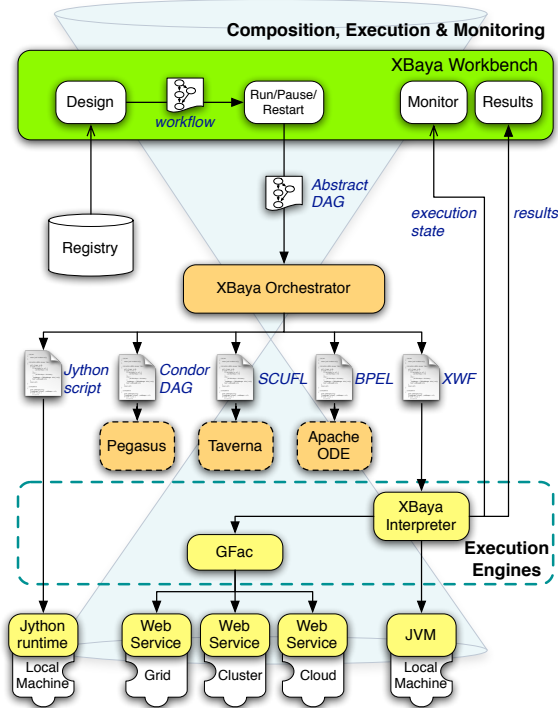 Composition, Execution & Monitoring
XBaya Workbench
Design
workflow
Run/Pause/
Restart
Monitor
Results
Registry
Abstract
DAG
execution
state
results
XBaya Orchestrator
Jython
script
Condor
DAG
SCUFL
BPEL
XWF
Pegasus
Taverna
Apache
ODE
XBaya
Interpreter
GFac
Execution
Engines
Jython
runtime
Local
Machine
Web
Service
Grid
Web
Service
Cluster
Web
Service
Cloud
JVM
Local
Machine